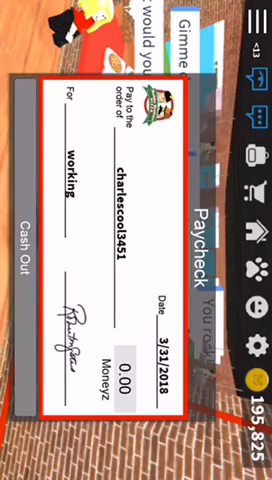 <13
195,825
Gimme
t would you
You rock
Paycheck
Date 3/31/2018
Pay to the
order of charlescool3451
0.00
Moneyz
For working
Cash Out